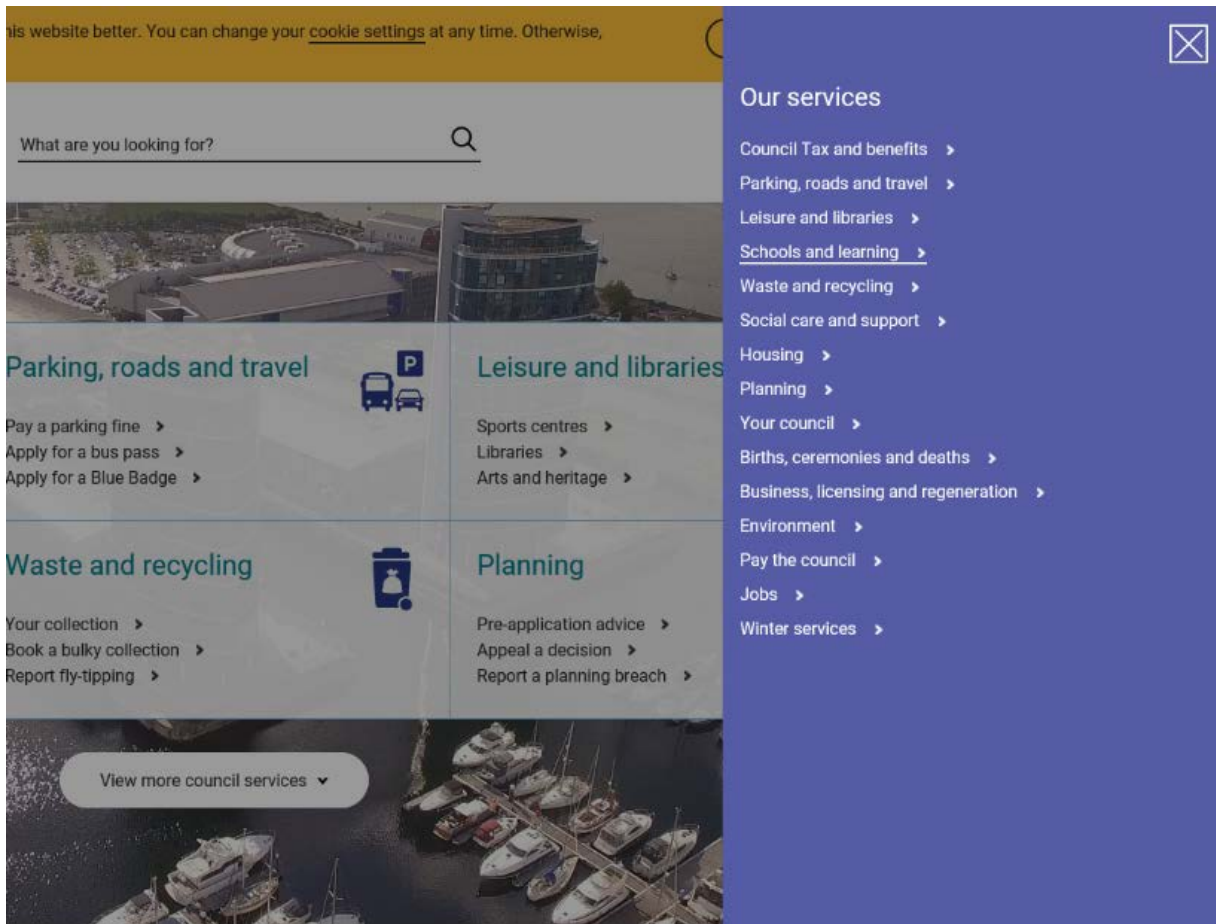 his website better. You can change your cookie settings at any time. Otherwise,
What are you looking for?
Parking, roads and travel
P
Pay a parking fine
Apply for a bus pass
Apply for a Blue Badge
Leisure and libraries
Sports centres
Libraries
Arts and heritage
Waste and recycling
Your collection
Book a bulky collection
Report fly-tipping
Planning
Pre-application advice
Appeal a decision
Report a planning breach
View more council services
Our services
Council Tax and benefits
Parking, roads and travel
Leisure and libraries
Schools and learning
Waste and recycling
Social care and support
Housing
Planning
Your council
Births, ceremonies and deaths
Business, licensing and regeneration
Environment
Pay the council
Jobs
Winter services